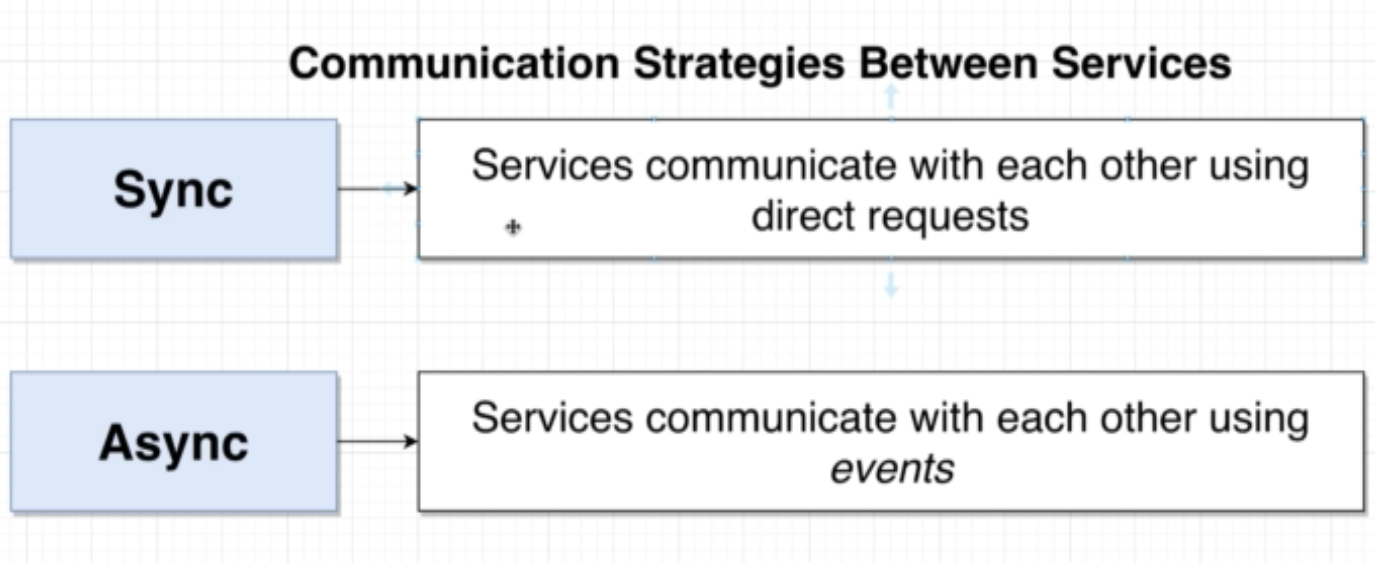 Communication Strategies Between Services
Sync
Services communicate with each other using
direct requests
Async
Services communicate with each other using
events